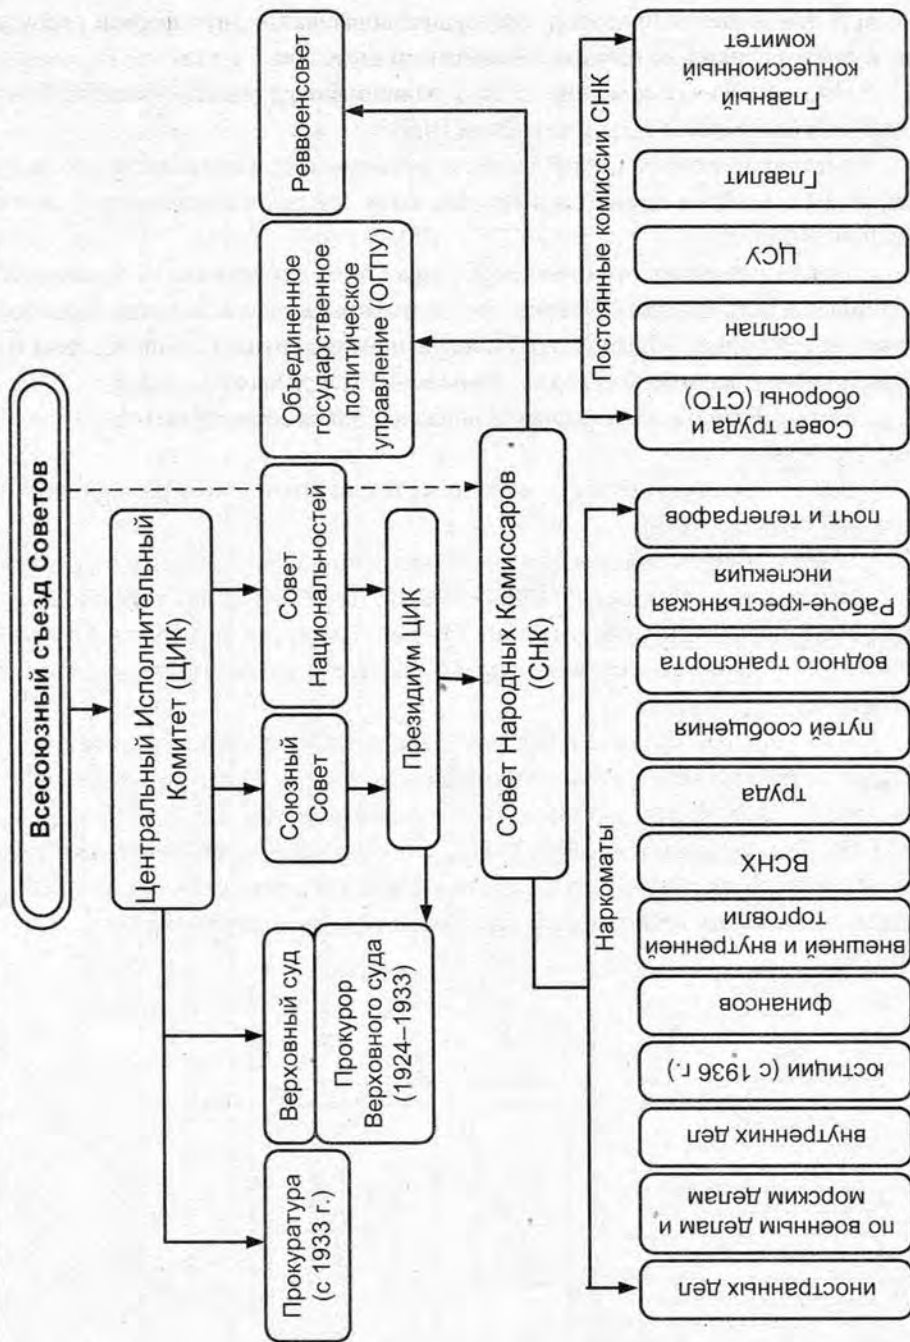 Всесоюзный съезд Советов
Центральный Исполнительный
Комитет (ЦИК)
Прокуратура
(с 1933 г.)
Верховный суд
Прокурор
Верховного суда
(1924–1933)
Союзный
Совет
Совет
Национальностей
Объединенное
государственное
политическое
управление (ОГПУ)
Реввоенсовет
Президиум ЦИК
Совет Народных Комиссаров
(СНК)
Наркоматы
Постоянные комиссии СНК
иностранных дел
по военным делам и
морским делам
внутренних дел
юстиции (с 1936 г.)
финансов
внешней и внутренней
торговли
ВСНХ
труда
путей сообщения
водного транспорта
Рабоче-крестьянская
инспекция
почт и телеграфов
Совет труда и
обороны (СТО)
Госплан
ЦСУ
Главлит
Главный
концессионный
комитет